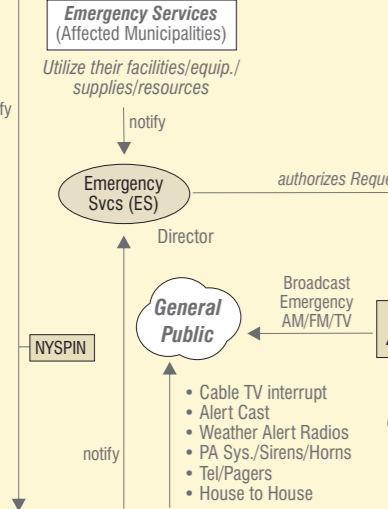 Emergency Services
(Affected Municipalities)
Utilize their facilities/equip./
supplies/resources
notify
Emergency
Svcs (ES)
authorizes
Director
General
Public
Broadcast
Emergency
AM/FM/TV
NYSPIN
• Cable TV interrupt
• Alert Cast
• Weather Alert Radios
• PA Sys./Sirens/Horns
• Tel/Pagers
• House to House
notify